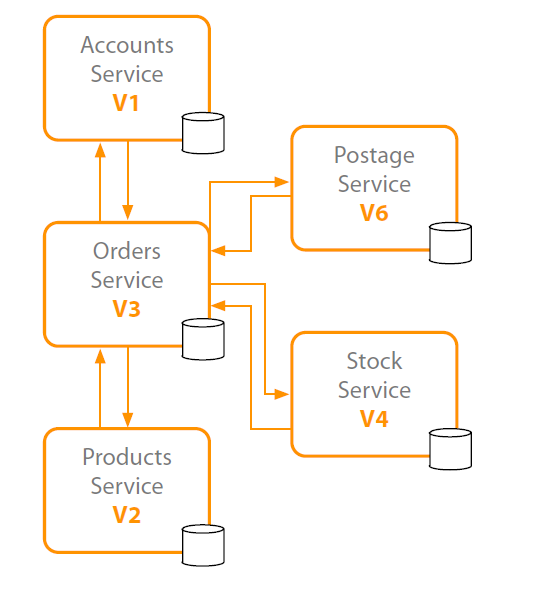 Accounts
Service
V1
Postage
Service
V6
Orders
Service
V3
Stock
Service
V4
Products
Service
V2